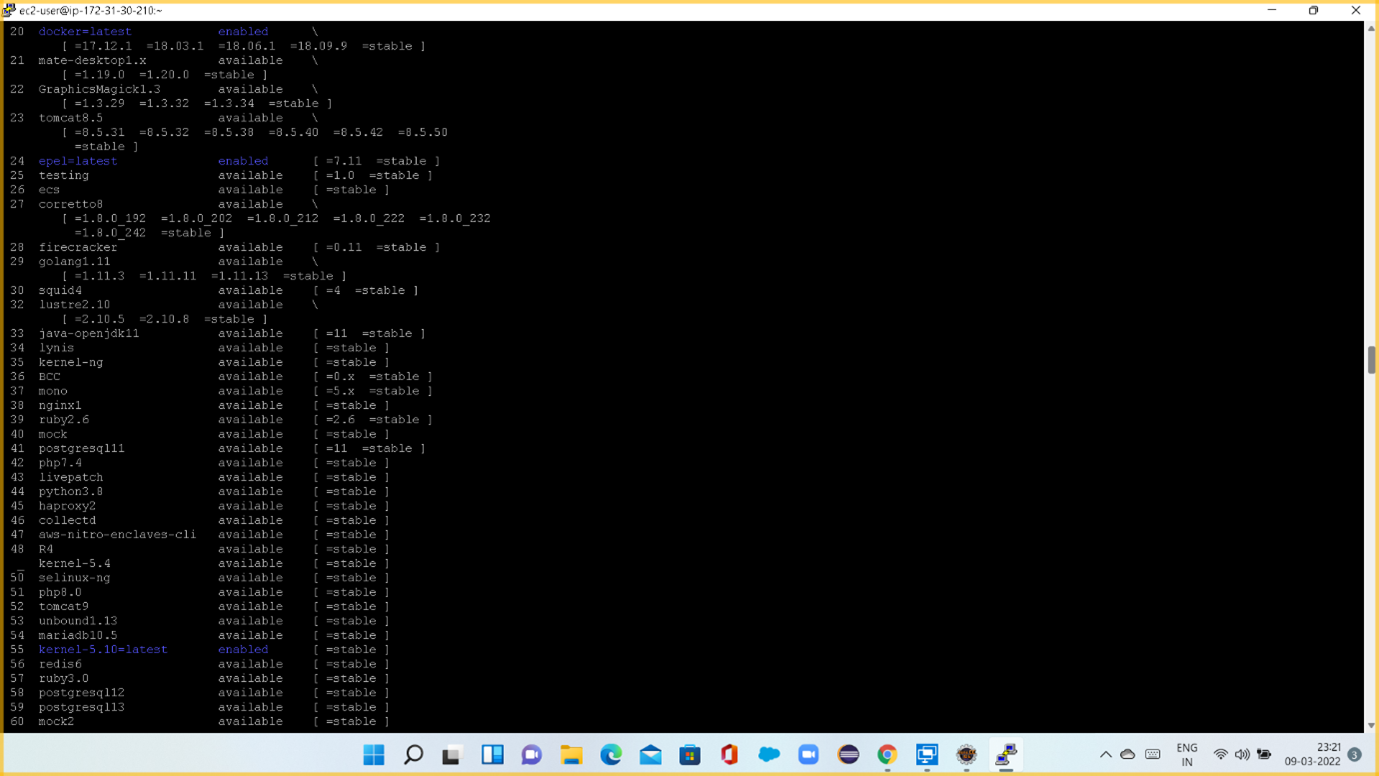 ec2-user@ip-172-31-30-210:~
20 docker=latest enabled \
[ =17.12.1 =18.03.1 =18.06.1 =18.09.9 =stable ]
21 mate-desktop1.x available \
[ =1.19.0 =1.20.0 =stable ]
22 GraphicsMagick1.3 available \
[ =1.3.29 =1.3.32 =1.3.34 =stable ]
23 tomcat8.5 available \
[ =8.5.31 =8.5.32 =8.5.38 =8.5.40 =8.5.42 =8.5.50
=stable ]
24 epel=latest enabled [ =7.11 =stable ]
25 testing available [ =1.0 =stable ]
26 ecs available [ =stable ]
27 corretto8 available \
[ =1.8.0_192 =1.8.0_202 =1.8.0_212 =1.8.0_222 =1.8.0_232
=1.8.0_242 =stable ]
28 firecracker available [ =0.11 =stable ]
29 golang1.11 available \
[ =1.11.3 =1.11.11 =1.11.13 =stable ]
30 squid4 available [ =4 =stable ]
32 lustre2.10 available \
[ =2.10.5 =2.10.8 =stable ]
33 java-openjdk11 available [ =11 =stable ]
34 lynis available [ =stable ]
35 kernel-ng available [ =stable ]
36 BCC available [ =0.x =stable ]
37 mono available [ =5.x =stable ]
38 nginx1 available [ =stable ]
39 ruby2.6 available [ =2.6 =stable ]
40 mock available [ =stable ]
41 postgresql11 available [ =11 =stable ]
42 php7.4 available [ =stable ]
43 livepatch available [ =stable ]
44 python3.8 available [ =stable ]
45 haproxy2 available [ =stable ]
46 collectd available [ =stable ]
47 aws-nitro-enclaves-cli available [ =stable ]
48 R4 available [ =stable ]
_ kernel-5.4 available [ =stable ]
50 selinux-ng available [ =stable ]
51 php8.0 available [ =stable ]
52 tomcat9 available [ =stable ]
53 unbound1.13 available [ =stable ]
54 mariadb10.5 available [ =stable ]
55 kernel-5.10=latest enabled [ =stable ]
56 redis6 available [ =stable ]
57 ruby3.0 available [ =stable ]
58 postgresql12 available [ =stable ]
59 postgresql13 available [ =stable ]
60 mock2 available [ =stable ]
ENG
IN
23:21
09-03-2022
3